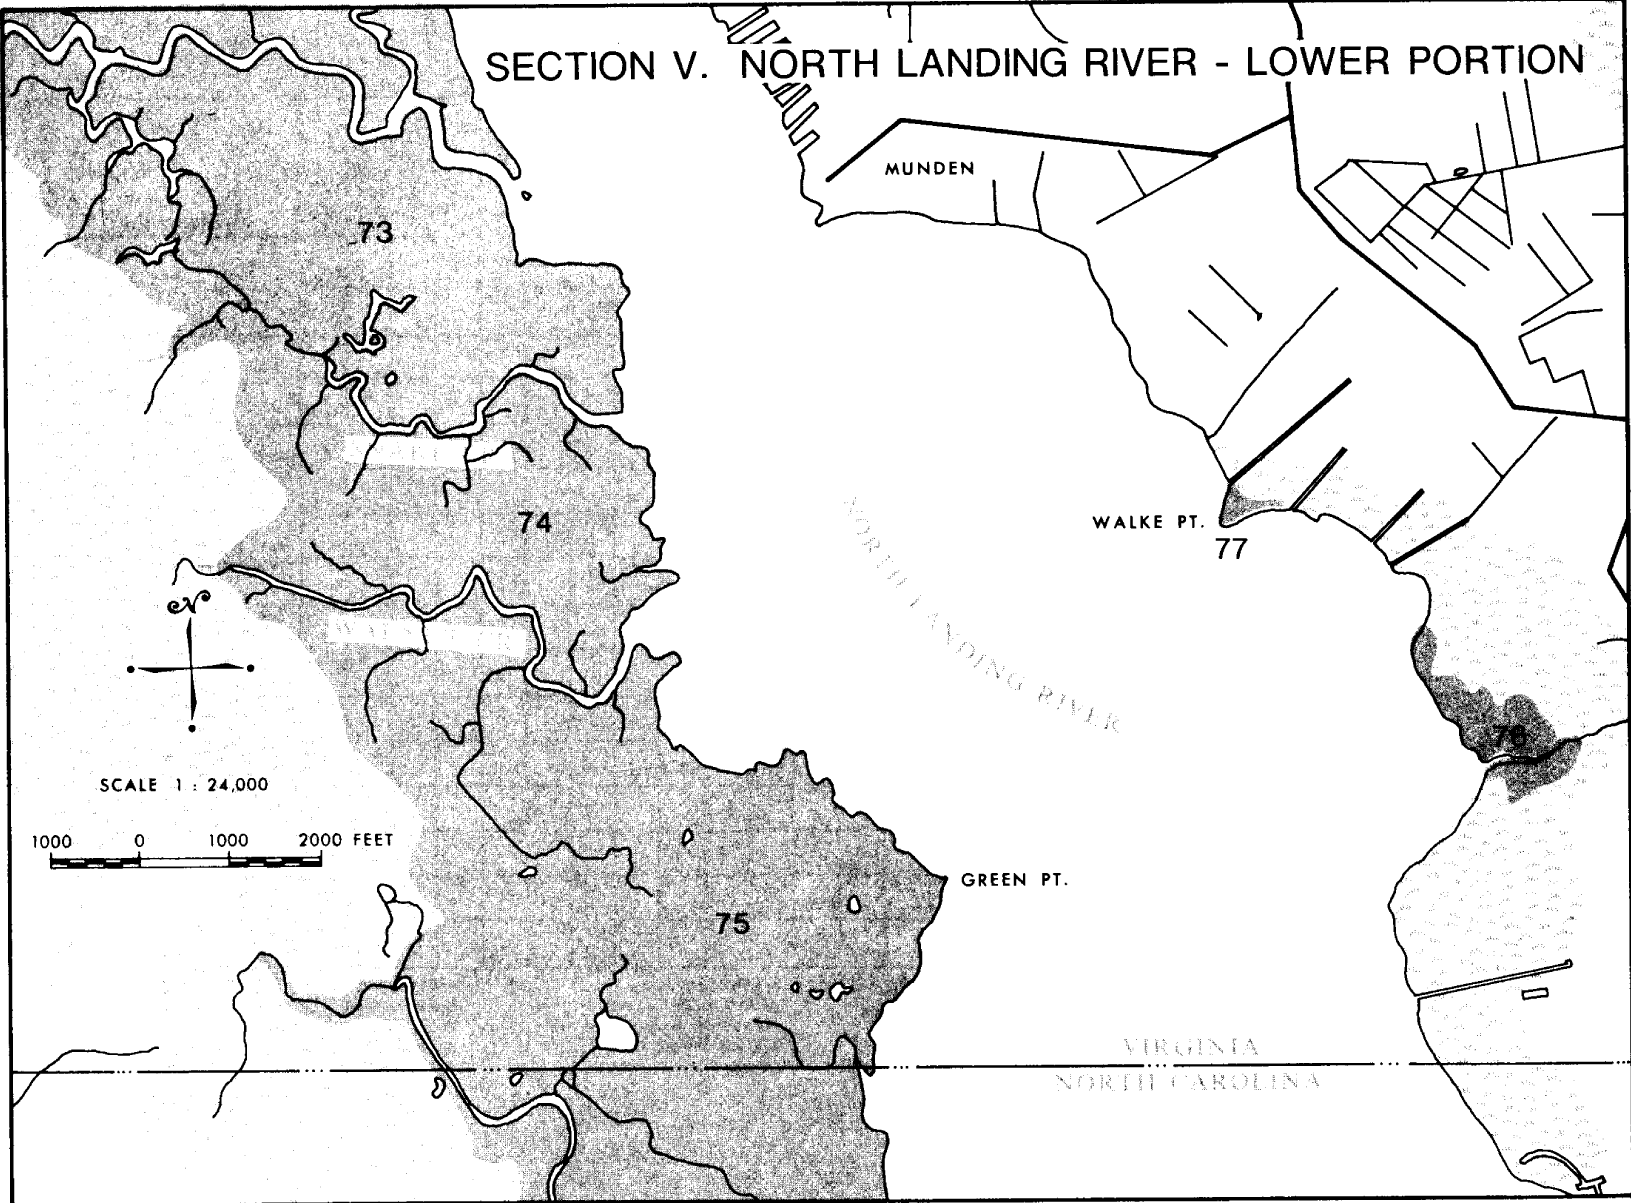 SECTION V. NORTH LANDING RIVER - LOWER PORTION
MUNDEN
73
74
WALKE PT.
77
NORTH LANDING RIVER
76
SCALE 1 : 24,000
1000 0 1000 2000 FEET
GREEN PT.
75
VIRGINIA
NORTH CAROLINA